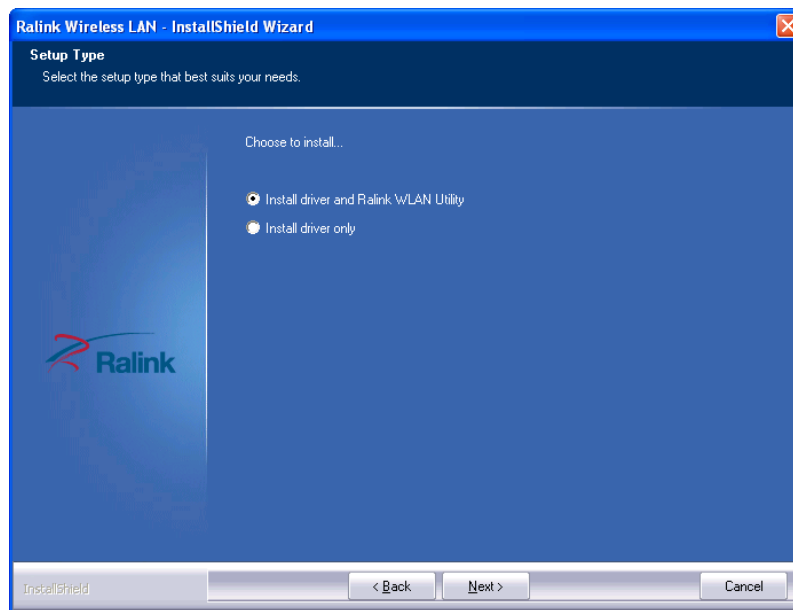 Ralink Wireless LAN - InstallShield Wizard
Setup Type
Select the setup type that best suits your needs.
Choose to install...
Install driver and Ralink WLAN Utility
Install driver only
Ralink
InstallShield
< Back
Next >
Cancel